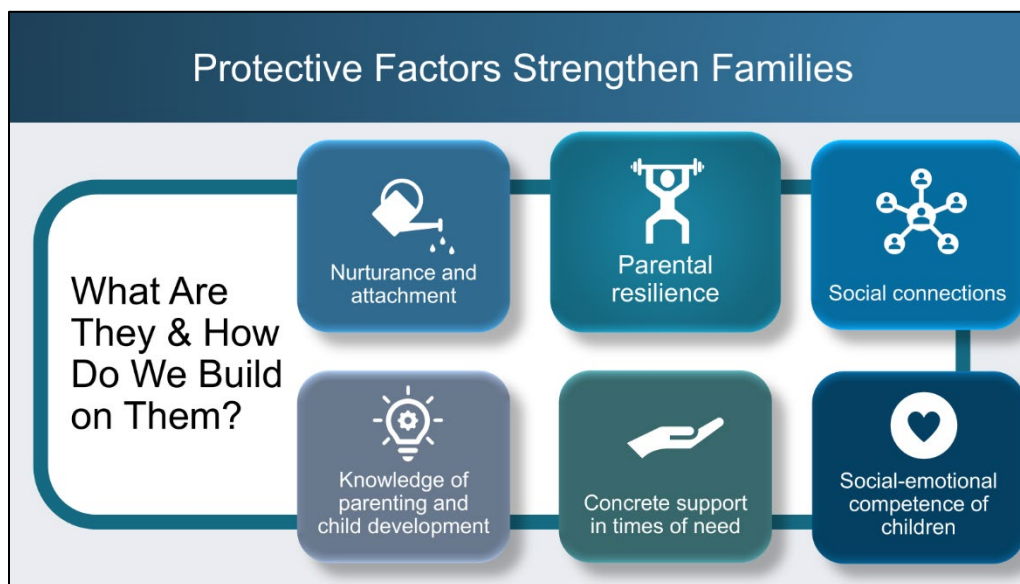 Protective Factors Strengthen Families
What Are
They & How
Do We Build
on Them?
Nurturance and
attachment
Parental
resilience
Social connections
Knowledge of
parenting and
child development
Concrete support
in times of need
Social-emotional
competence of
children